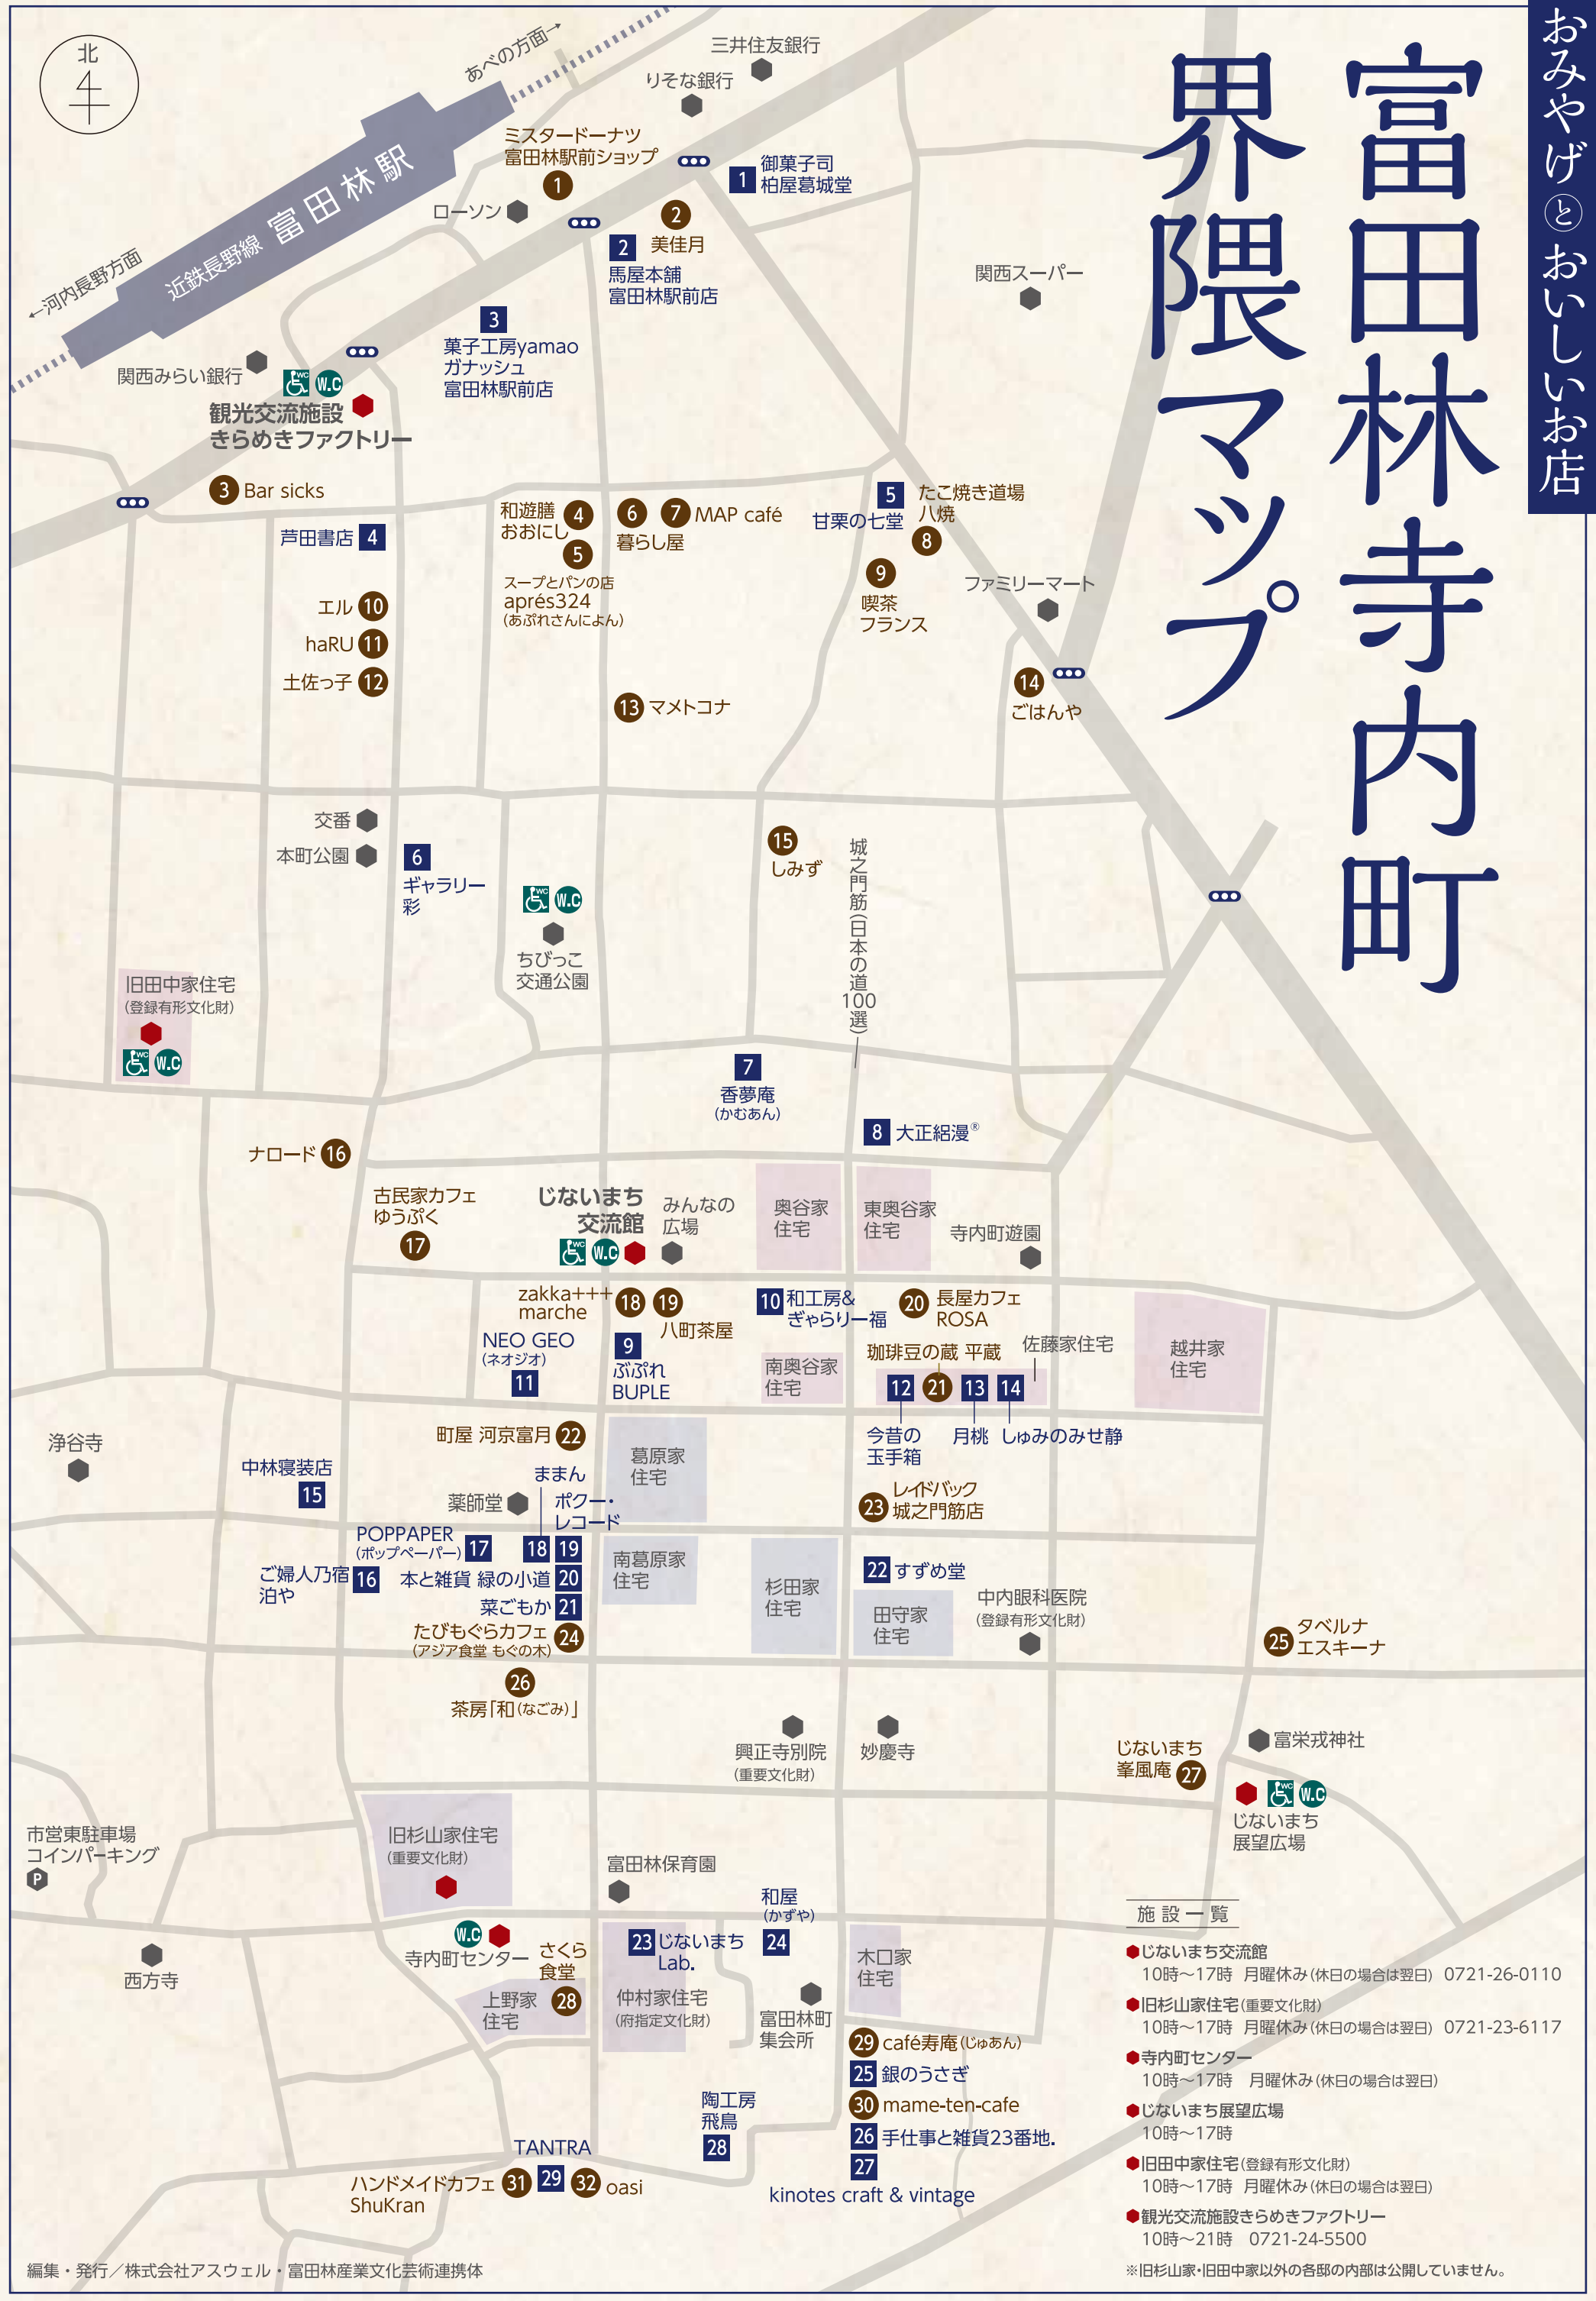 おみやげとおいしいお店
富田林寺内町
界隈マップ
北
あべの方面→
三井住友銀行
りそな銀行
ミスタードーナツ
富田林駅前ショップ
1
1
御菓子司
柏屋葛城堂
近鉄長野線 富田林駅
ローソン
2
美佳月
2
馬屋本舗
富田林駅前店
←河内長野方面
関西スーパー
3
菓子工房yamao
ガナッシュ
富田林駅前店
関西みらい銀行
WC
W.C
観光交流施設
きらめきファクトリー
3 Bar sicks
芦田書店 4
和遊膳
おおにし
4
5
スープとパンの店
aprés324
(あぷれさんによん)
6
暮らし屋
7 MAP café
5
甘栗の七堂
たこ焼き道場
八焼
8
9
喫茶
フランス
ファミリーマート
エル 10
haRU 11
土佐っ子 12
13 マメトコナ
14
ごはんや
交番
本町公園
6
ギャラリー
彩
15
しみず
城之門筋(日本の道100選)
WC
W.C
ちびっこ
交通公園
旧田中家住宅
(登録有形文化財)
WC
W.C
7
香夢庵
(かむあん)
8 大正絽漫®
ナロード 16
古民家カフェ
ゆうぷく
17
じないまち
交流館
WC
W.C
みんなの
広場
奥谷家
住宅
東奥谷家
住宅
寺内町遊園
zakka+++
marche
18
19
八町茶屋
10 和工房&
ぎゃらりー福
20 長屋カフェ
ROSA
NEO GEO
(ネオジオ)
11
9
ぶぷれ
BUPLE
南奥谷家
住宅
珈琲豆の蔵 平蔵
佐藤家住宅
12
21
13
14
今昔の
玉手箱
月桃
しゅみのみせ静
越井家
住宅
町屋 河京富月 22
葛原家
住宅
浄谷寺
中林寝装店
15
ままん
薬師堂
ポクー・
レコード
23 レイドバック
城之門筋店
POPPAPER
(ポップペーパー)
17
18
19
ご婦人乃宿
泊や
16
本と雑貨 緑の小道 20
菜ごもか 21
たびもぐらカフェ
(アジア食堂 もぐの木)
24
南葛原家
住宅
杉田家
住宅
22 すずめ堂
田守家
住宅
中内眼科医院
(登録有形文化財)
25 タベルナ
エスキーナ
26
茶房「和(なごみ)」
興正寺別院
(重要文化財)
妙慶寺
じないまち
峯風庵
27
富栄戎神社
WC
W.C
じないまち
展望広場
市営東駐車場
コインパーキング
P
旧杉山家住宅
(重要文化財)
富田林保育園
和屋
(かずや)
24
W.C
寺内町センター
さくら
食堂
28
23 じないまち
Lab.
木口家
住宅
西方寺
上野家
住宅
仲村家住宅
(府指定文化財)
富田林町
集会所
29 café寿庵(じゅあん)
25 銀のうさぎ
30 mame-ten-cafe
26 手仕事と雑貨23番地.
27
kinotes craft & vintage
陶工房
飛鳥
28
TANTRA
ハンドメイドカフェ
ShuKran
31
29
32
oasi
施設一覧
じないまち交流館
10時～17時 月曜休み(休日の場合は翌日) 0721-26-0110
旧杉山家住宅(重要文化財)
10時～17時 月曜休み(休日の場合は翌日) 0721-23-6117
寺内町センター
10時～17時 月曜休み(休日の場合は翌日)
じないまち展望広場
10時～17時
旧田中家住宅(登録有形文化財)
10時～17時 月曜休み(休日の場合は翌日)
観光交流施設きらめきファクトリー
10時～21時 0721-24-5500
※旧杉山家・旧田中家以外の各邸の内部は公開していません。
編集・発行／株式会社アスウェル・富田林産業文化芸術連携体